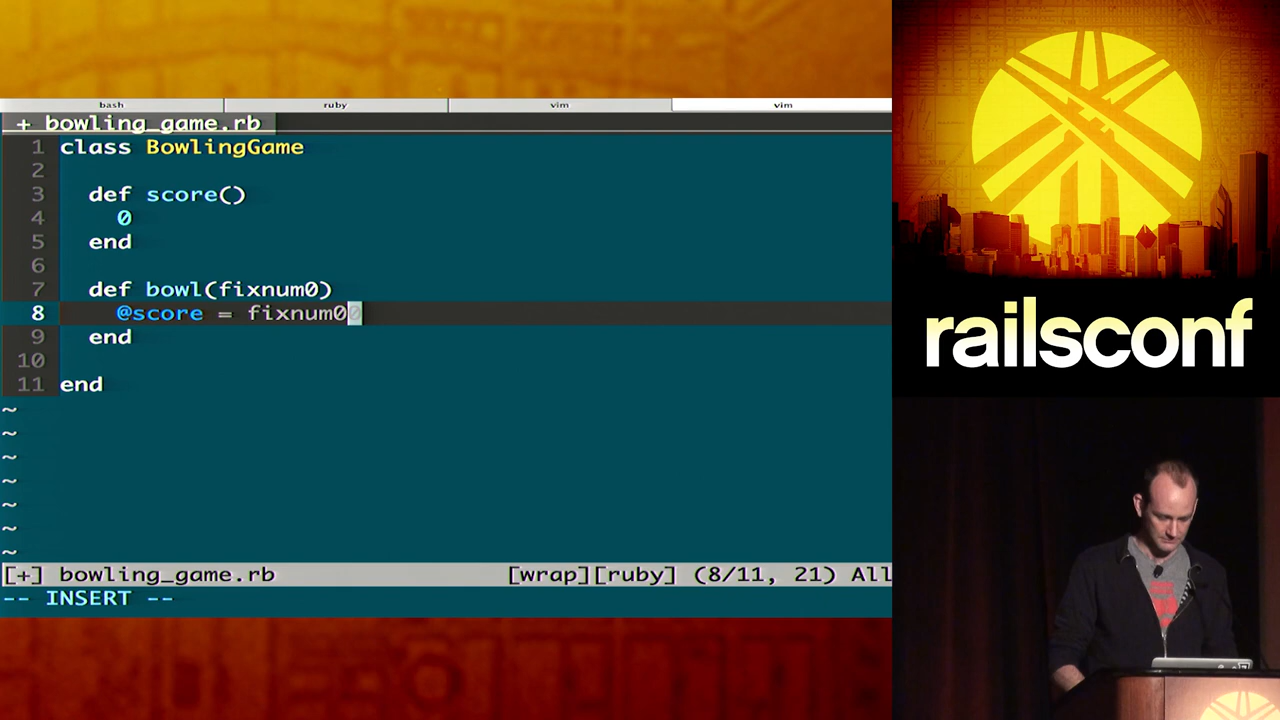 bash ruby vim vim
+ bowling_game.rb
1 class BowlingGame
2
3 def score()
4 0
5 end
6
7 def bowl(fixnum0)
8 @score = fixnum00
9 end
10
11 end
~
~
~
~
~
~
~
[+] bowling_game.rb [wrap][ruby] (8/11, 21) All
-- INSERT --
railsconf